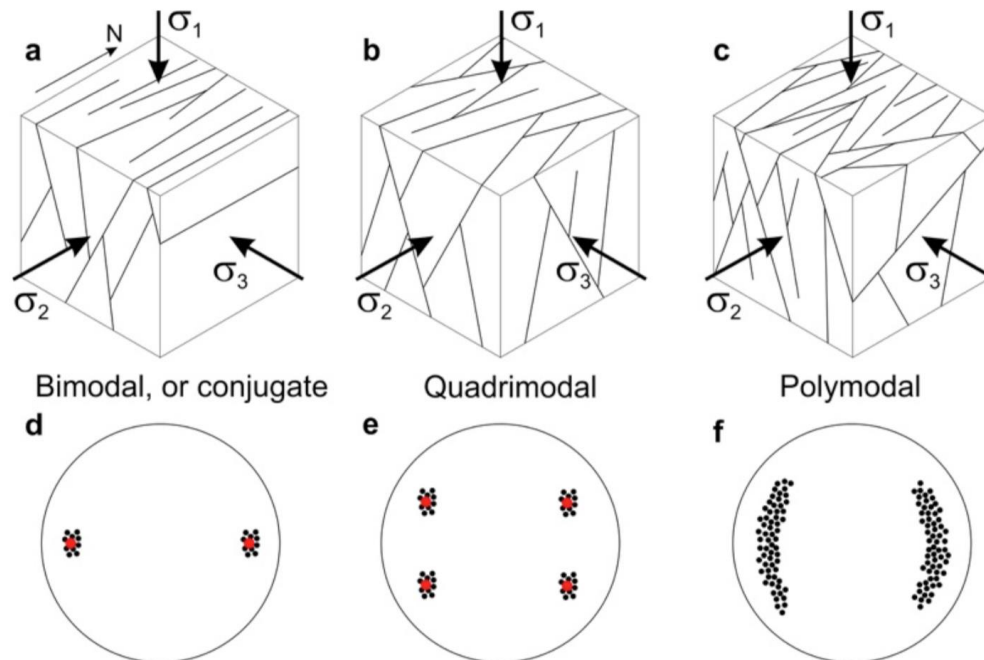 a N σ1 b σ1 c σ1
σ2 σ3 σ2 σ3 σ2 σ3
Bimodal, or conjugate Quadrimodal Polymodal
d e f